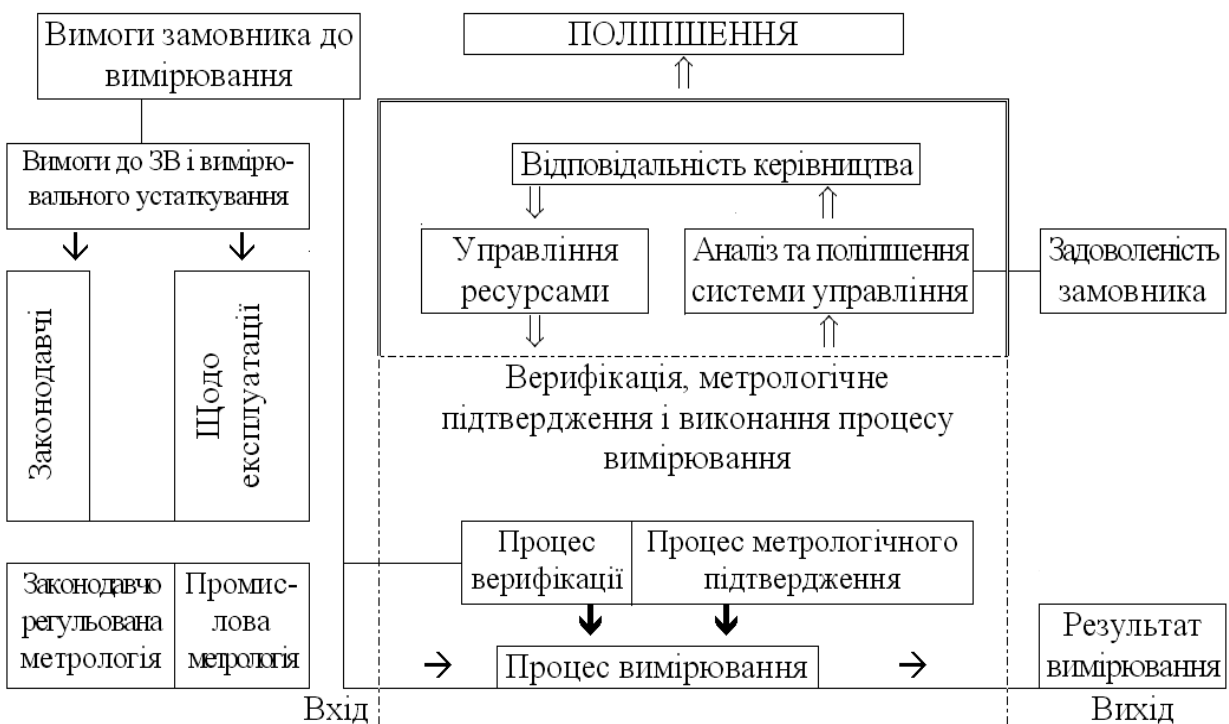 Вимоги замовника до
вимірювання
ПОЛІПШЕННЯ
Вимоги до ЗВ і вимірю-
вального устаткування
Відповідальність керівництва
Управління
ресурсами
Аналіз та поліпшення
системи управління
Задоволеність
замовника
Законодавчі
Щодо
експлуатації
Верифікація, метрологічне
підтвердження і виконання процесу
вимірювання
Процес
верифікації
Процес метрологічного
підтвердження
Законодавчо
регульована
метрологія
Промис-
лова
метрологія
Процес вимірювання
Результат
вимірювання
Вхід
Вихід